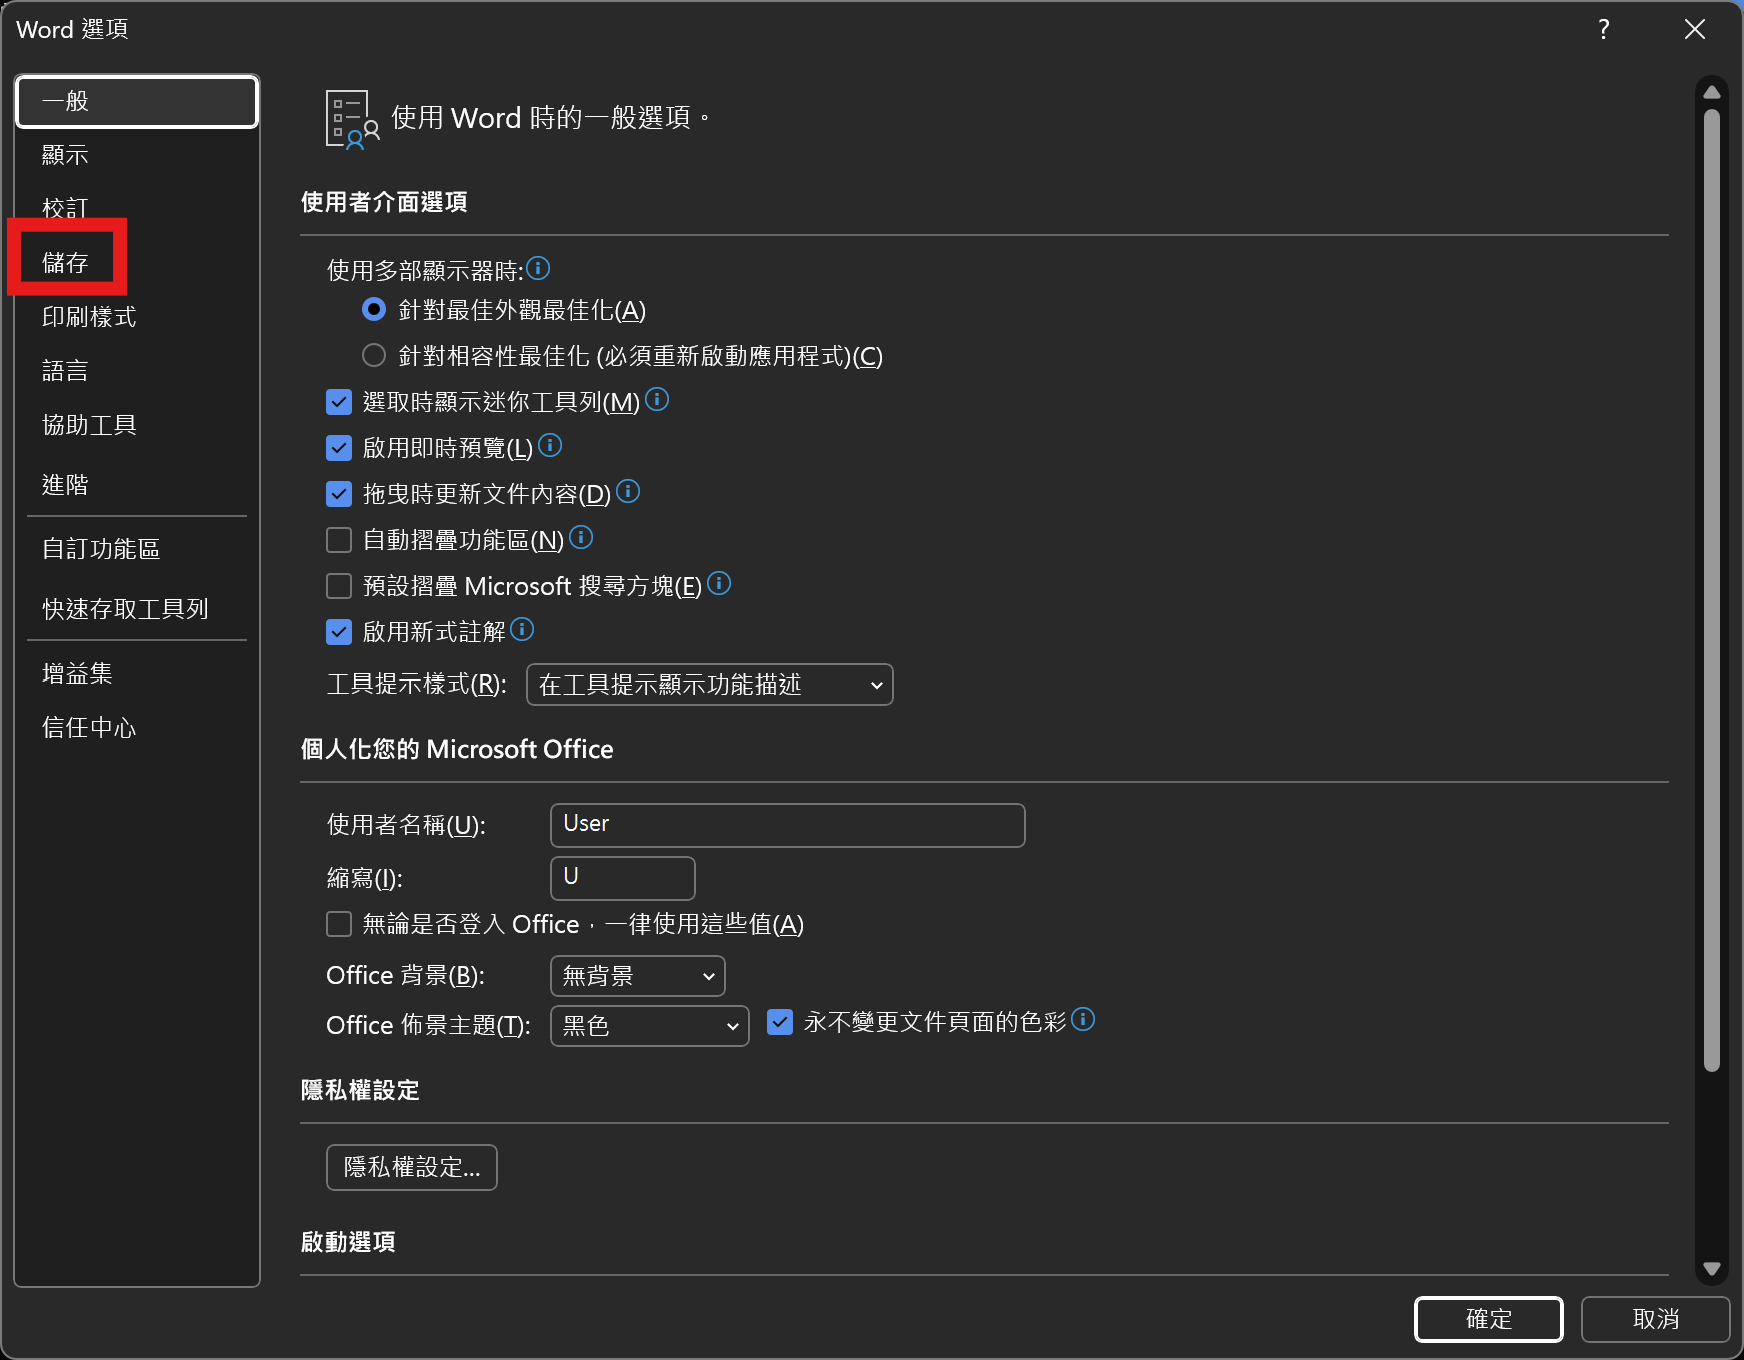 Word 選項
?
一般
顯示
校訂
儲存
印刷樣式
語言
協助工具
進階
自訂功能區
快速存取工具列
增益集
信任中心
使用 Word 時的一般選項。
使用者介面選項
使用多部顯示器時:
針對最佳外觀最佳化(A)
針對相容性最佳化 (必須重新啟動應用程式)(C)
選取時顯示迷你工具列(M)
啟用即時預覽(L)
拖曳時更新文件內容(D)
自動摺疊功能區(N)
預設摺疊 Microsoft 搜尋方塊(E)
啟用新式註解
工具提示樣式(R): 在工具提示顯示功能描述
個人化您的 Microsoft Office
使用者名稱(U): User
縮寫(I): U
無論是否登入 Office，一律使用這些值(A)
Office 背景(B): 無背景
Office 佈景主題(T): 黑色 永不變更文件頁面的色彩
隱私權設定
隱私權設定...
啟動選項
確定 取消